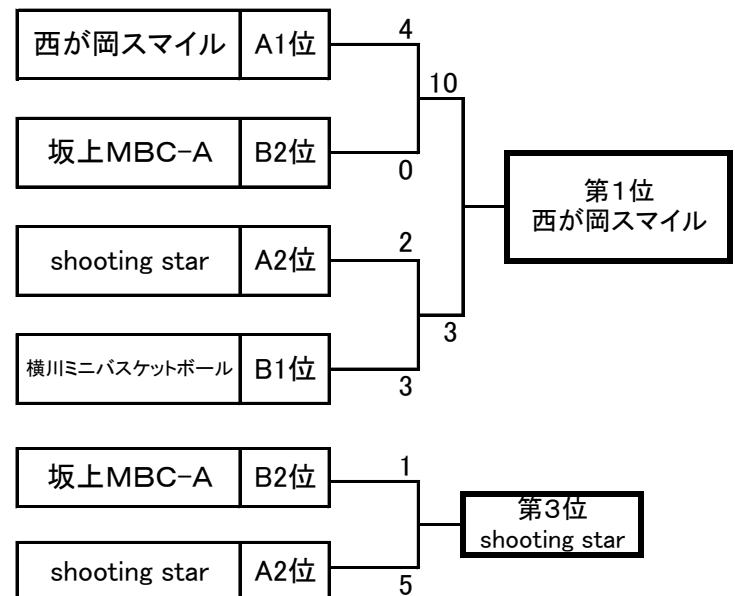 西が岡スマイル A1位
4
10
坂上MBC-A B2位
0
第1位
西が岡スマイル
shooting star A2位
2
3
横川ミニバスケットボール B1位
3
坂上MBC-A B2位
1
第3位
shooting star
shooting star A2位
5